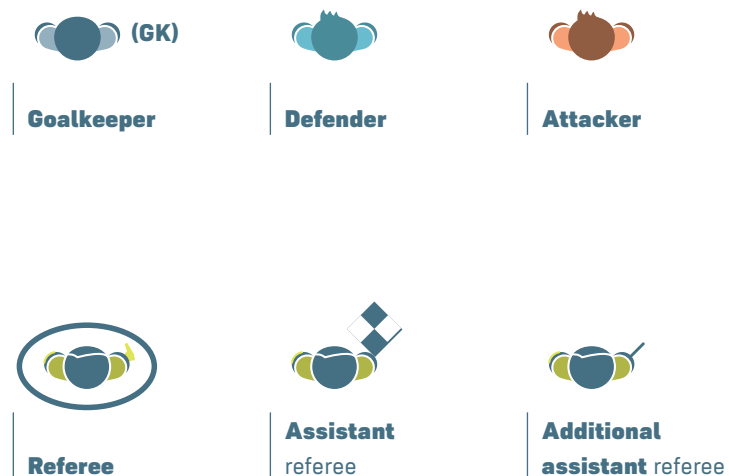 (GK)
Goalkeeper
Defender
Attacker
Referee
Assistant
referee
Additional
assistant referee